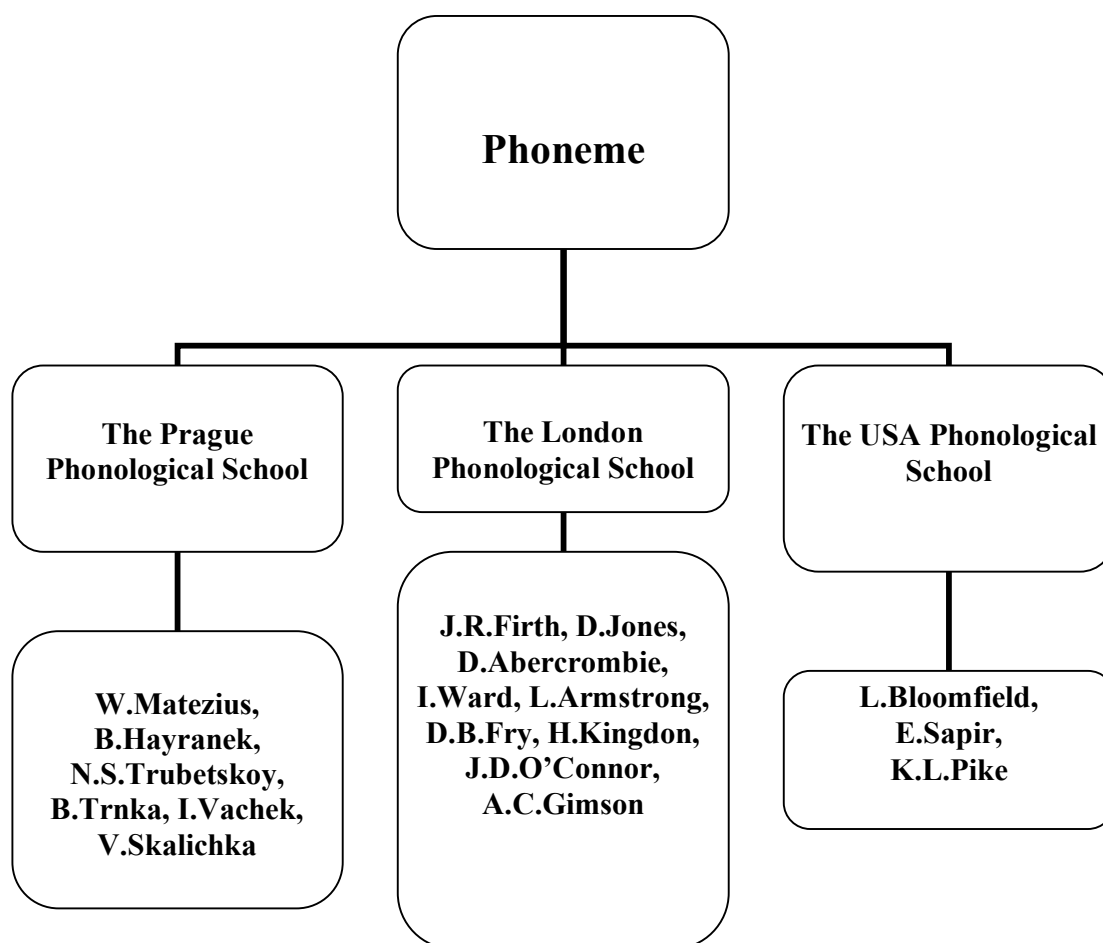 Phoneme
The Prague
Phonological School
The London
Phonological School
The USA Phonological
School
W.Matezius,
B.Hayranek,
N.S.Trubetskoy,
B.Trnka, I.Vachek,
V.Skalichka
J.R.Firth, D.Jones,
D.Abercrombie,
I.Ward, L.Armstrong,
D.B.Fry, H.Kingdon,
J.D.O’Connor,
A.C.Gimson
L.Bloomfield,
E.Sapir,
K.L.Pike